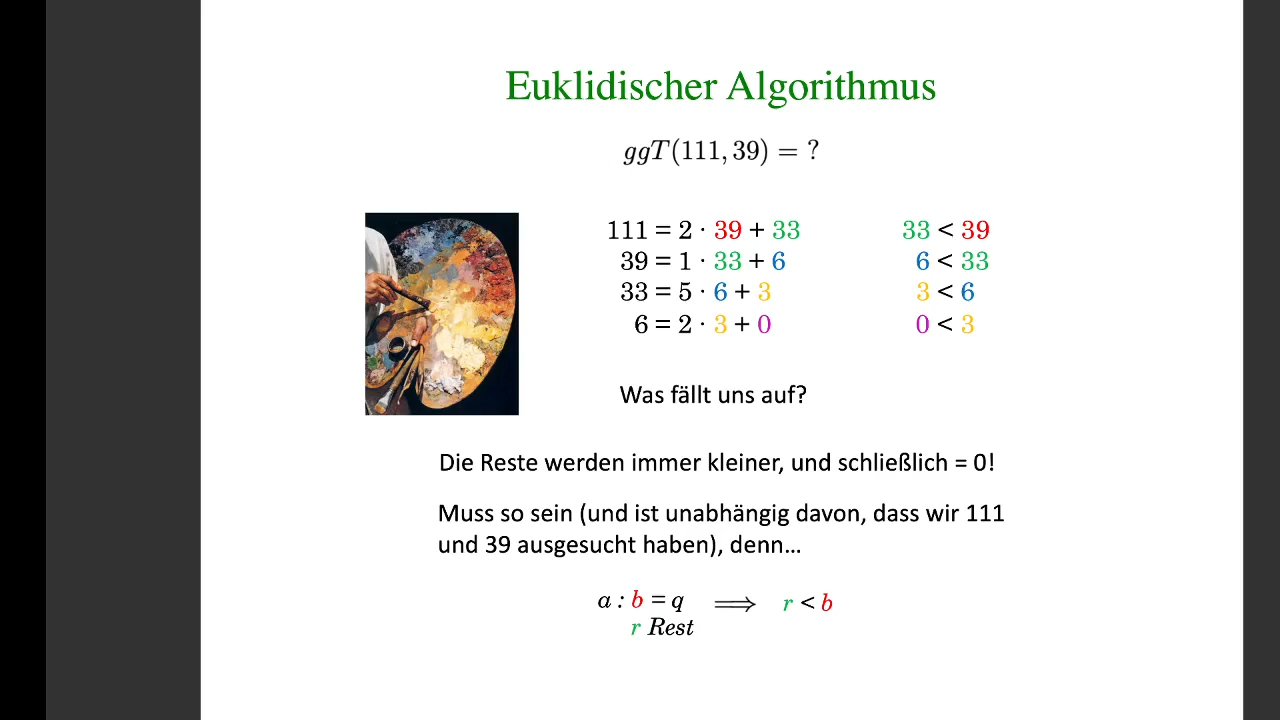 Euklidischer Algorithmus
ggT(111, 39) = ?
111 = 2 · 39 + 33 33 < 39
39 = 1 · 33 + 6 6 < 33
33 = 5 · 6 + 3 3 < 6
6 = 2 · 3 + 0 0 < 3
Was fällt uns auf?
Die Reste werden immer kleiner, und schließlich = 0!
Muss so sein (und ist unabhängig davon, dass wir 111
und 39 ausgesucht haben), denn…
a : b = q ⟹ r < b
r Rest